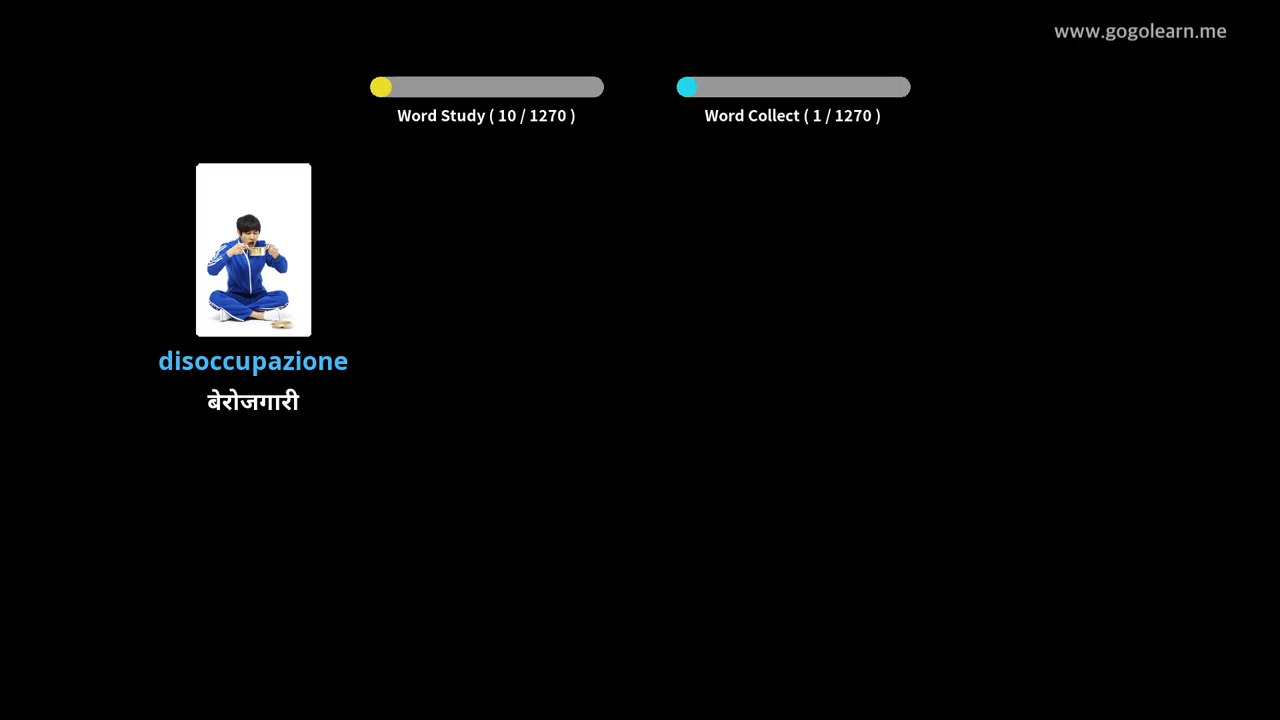 www.gogolearn.me
Word Study ( 10 / 1270 )
Word Collect ( 1 / 1270 )
disoccupazione
बेरोजगारी